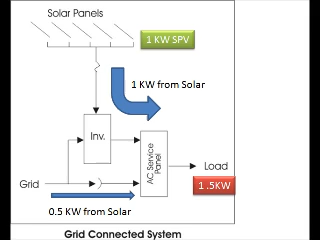 Solar Panels
1 KW SPV
1 KW from Solar
Inv.
AC Service
Panel
Load
Grid
1 .5KW
0.5 KW from Solar
Grid Connected System